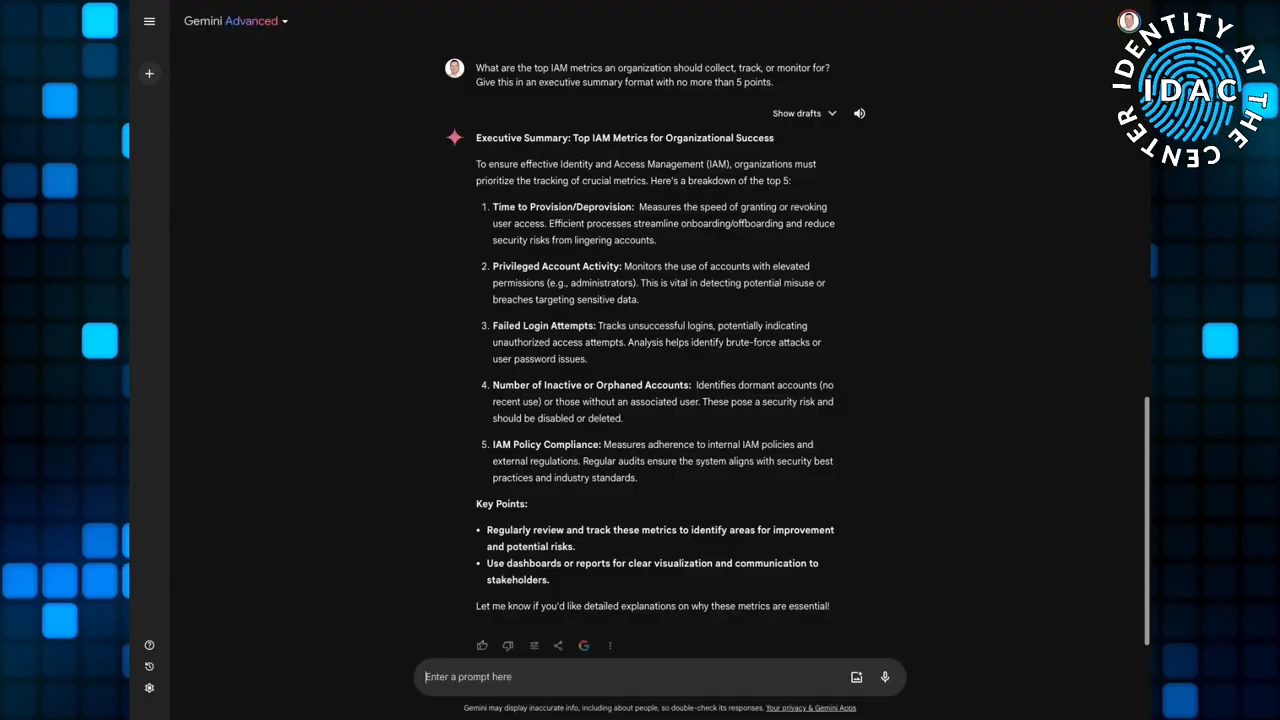 Gemini Advanced
IDENTITY AT THE CENTER
IDAC
What are the top IAM metrics an organization should collect, track, or monitor for?
Give this in an executive summary format with no more than 5 points.
Show drafts
Executive Summary: Top IAM Metrics for Organizational Success
To ensure effective Identity and Access Management (IAM), organizations must
prioritize the tracking of crucial metrics. Here's a breakdown of the top 5:
1. Time to Provision/Deprovision: Measures the speed of granting or revoking
user access. Efficient processes streamline onboarding/offboarding and reduce
security risks from lingering accounts.
2. Privileged Account Activity: Monitors the use of accounts with elevated
permissions (e.g., administrators). This is vital in detecting potential misuse or
breaches targeting sensitive data.
3. Failed Login Attempts: Tracks unsuccessful logins, potentially indicating
unauthorized access attempts. Analysis helps identify brute-force attacks or
user password issues.
4. Number of Inactive or Orphaned Accounts: Identifies dormant accounts (no
recent use) or those without an associated user. These pose a security risk and
should be disabled or deleted.
5. IAM Policy Compliance: Measures adherence to internal IAM policies and
external regulations. Regular audits ensure the system aligns with security best
practices and industry standards.
Key Points:
• Regularly review and track these metrics to identify areas for improvement
and potential risks.
• Use dashboards or reports for clear visualization and communication to
stakeholders.
Let me know if you'd like detailed explanations on why these metrics are essential!
Enter a prompt here
Gemini may display inaccurate info, including about people, so double-check its responses. Your privacy & Gemini Apps